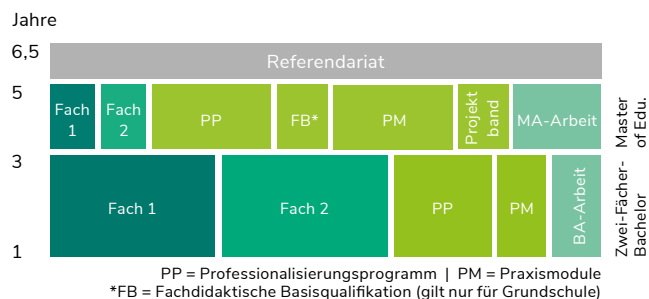 Jahre
6,5
Referendariat
5
Fach
1
Fach
2
PP
FB*
PM
Projekt
band
MA-Arbeit
Master
of Edu.
3
Fach 1
Fach 2
PP
PM
BA-Arbeit
Zwei-Fächer-
Bachelor
1
PP = Professionalisierungsprogramm | PM = Praxismodule
*FB = Fachdidaktische Basisqualifikation (gilt nur für Grundschule)